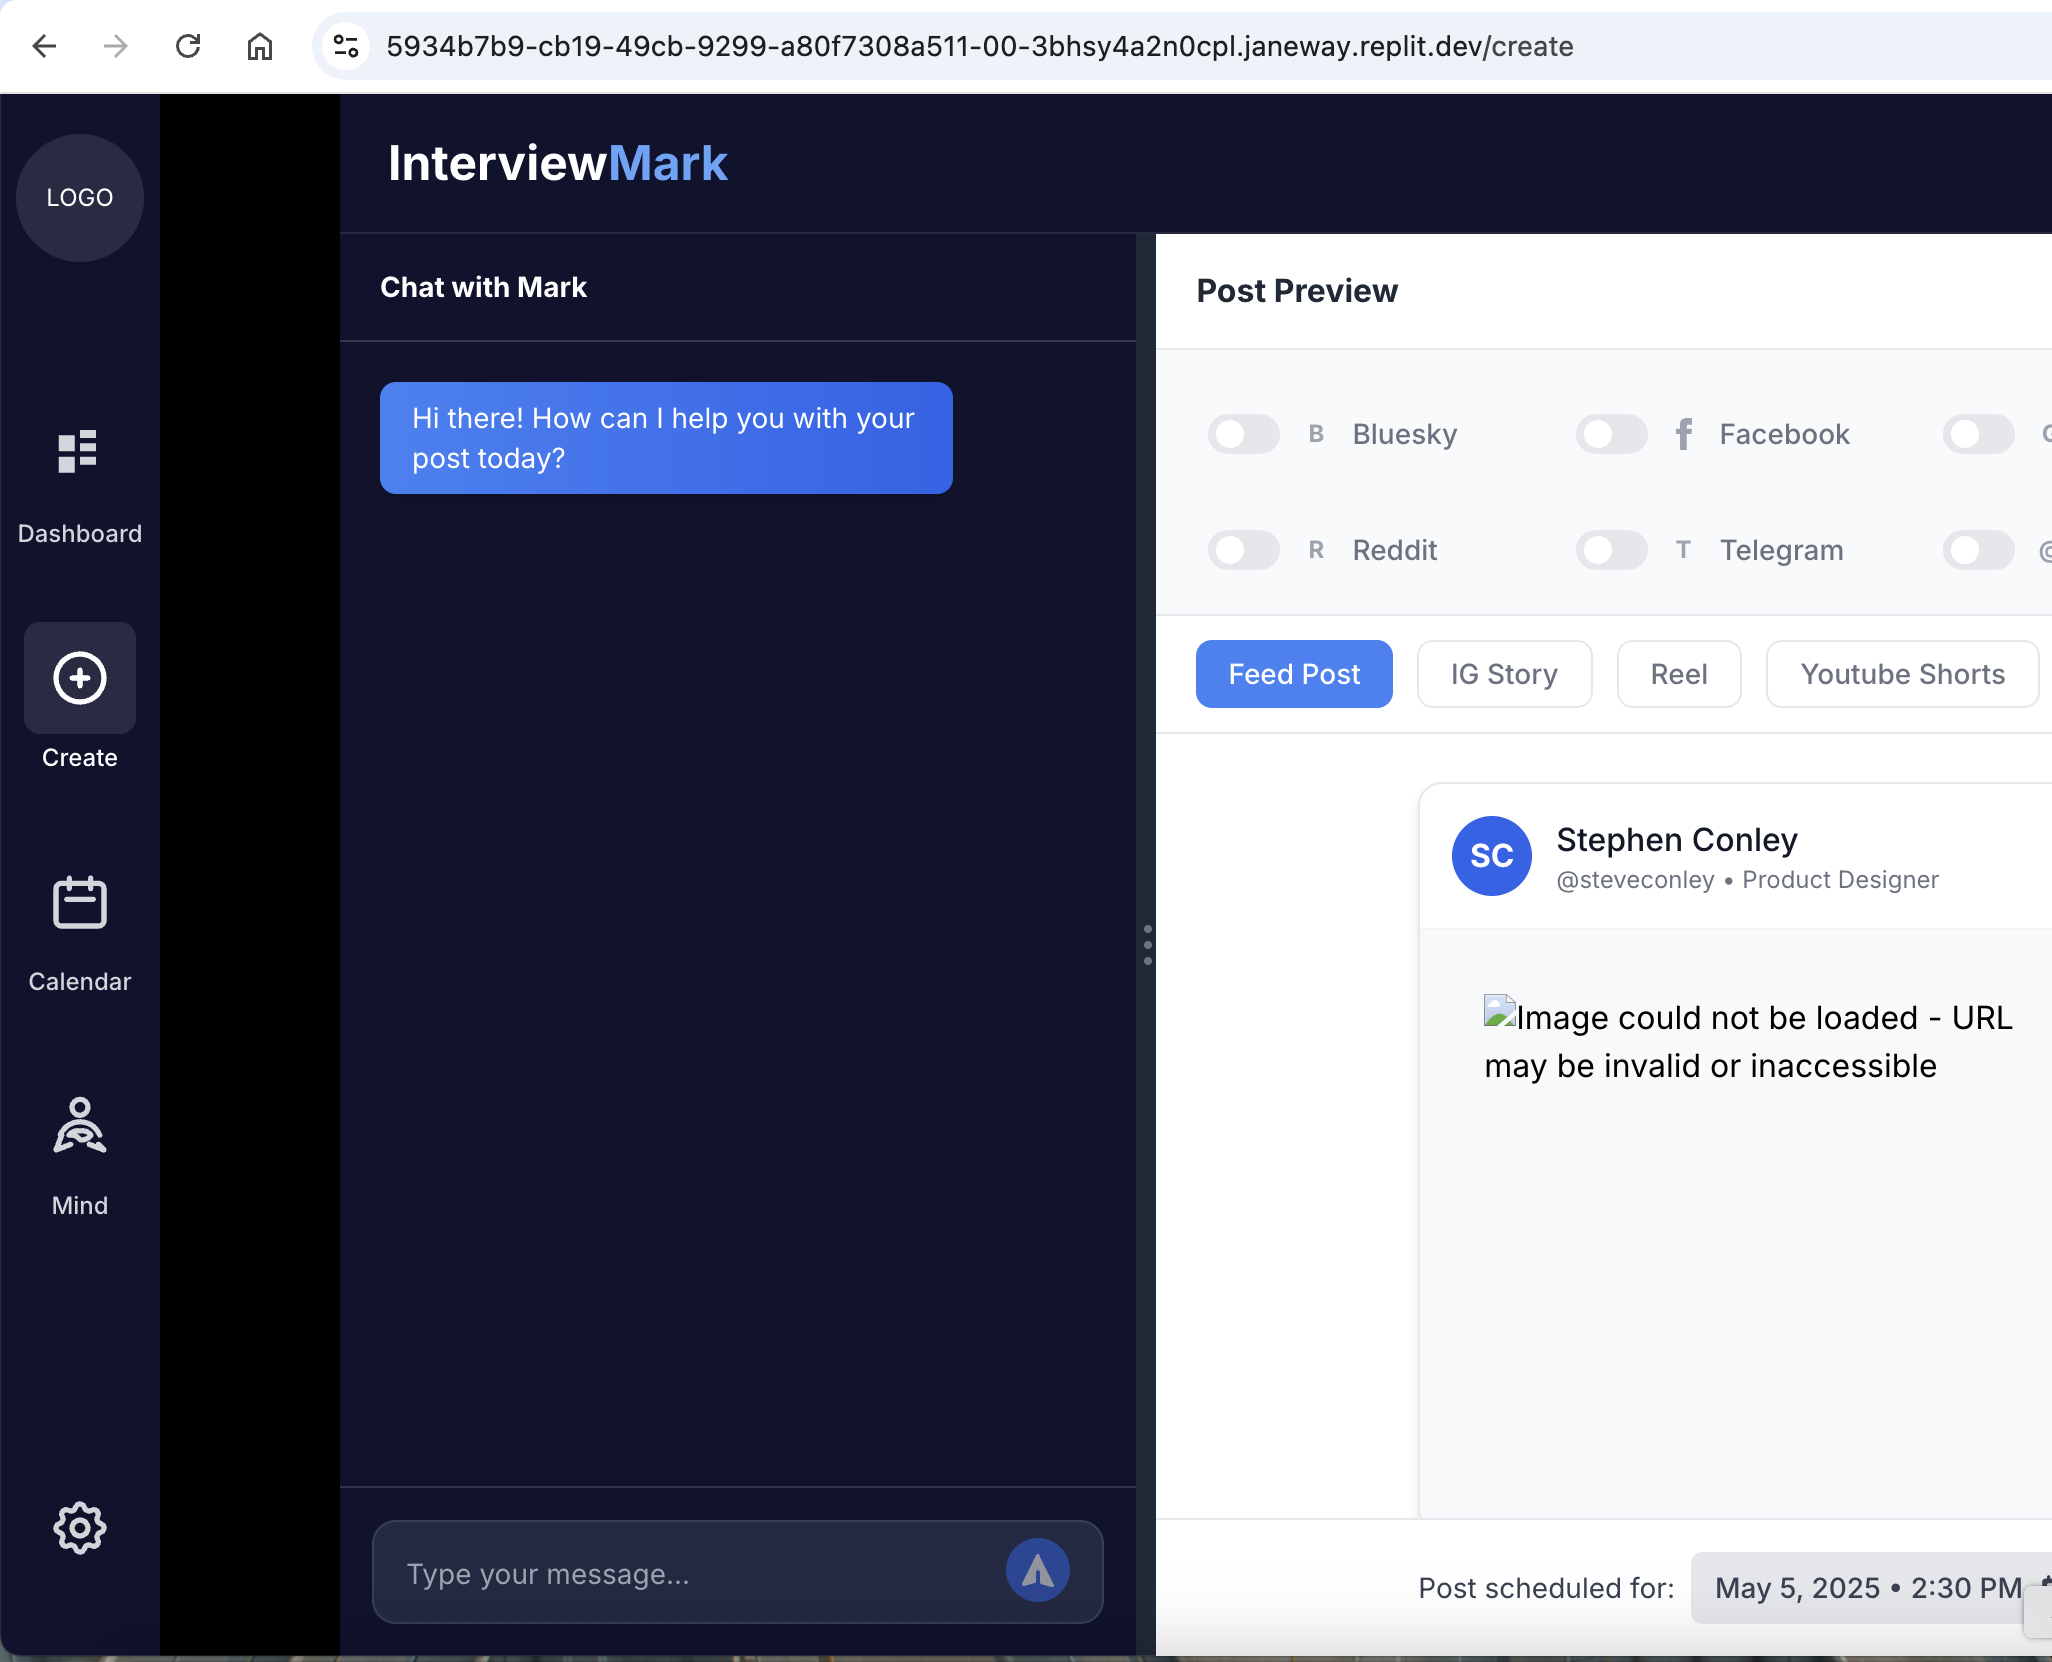 5934b7b9-cb19-49cb-9299-a80f7308a511-00-3bhsy4a2n0cpl.janeway.replit.dev/create
LOGO
InterviewMark
Chat with Mark
Post Preview
Hi there! How can I help you with your
post today?
B Bluesky
Facebook
R Reddit
T Telegram
Dashboard
Feed Post
IG Story
Reel
Youtube Shorts
Create
SC
Stephen Conley
@steveconley • Product Designer
Calendar
Image could not be loaded - URL
may be invalid or inaccessible
Mind
Type your message...
Post scheduled for:
May 5, 2025 • 2:30 PM